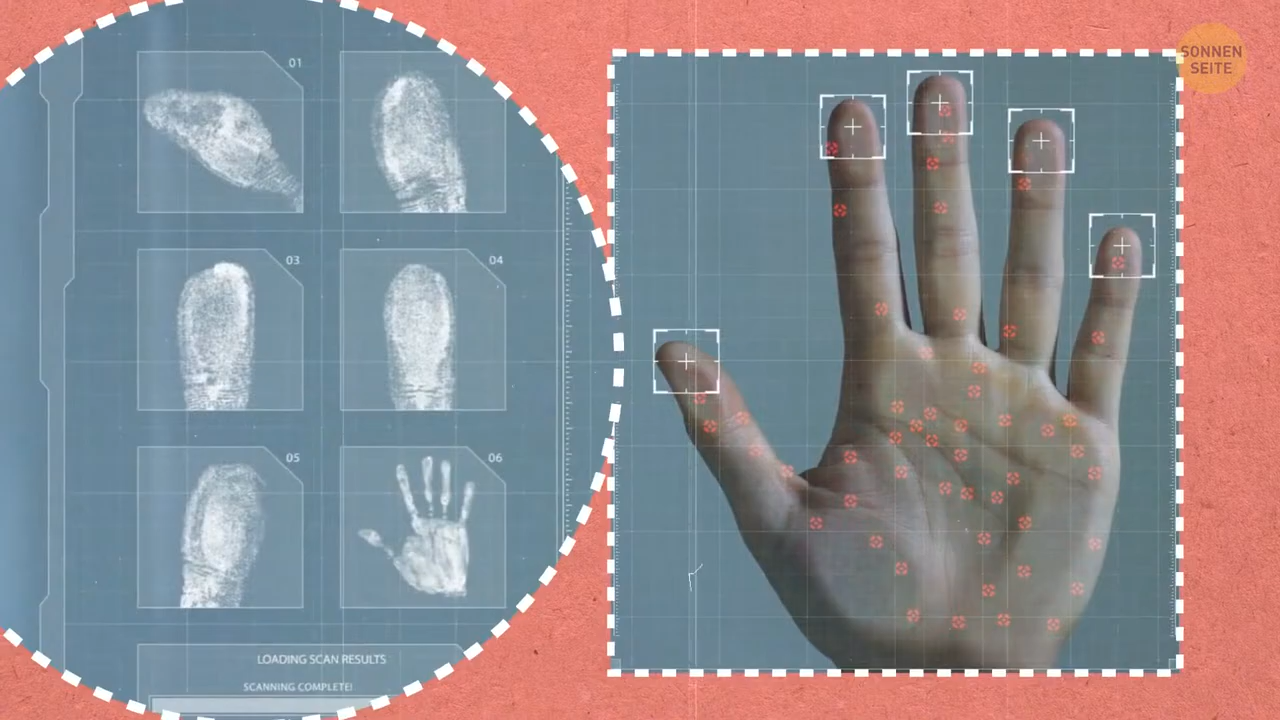 01
03
04
05
06
LOADING SCAN RESULTS
SCANNING COMPLETE!
SONNEN
SEITE